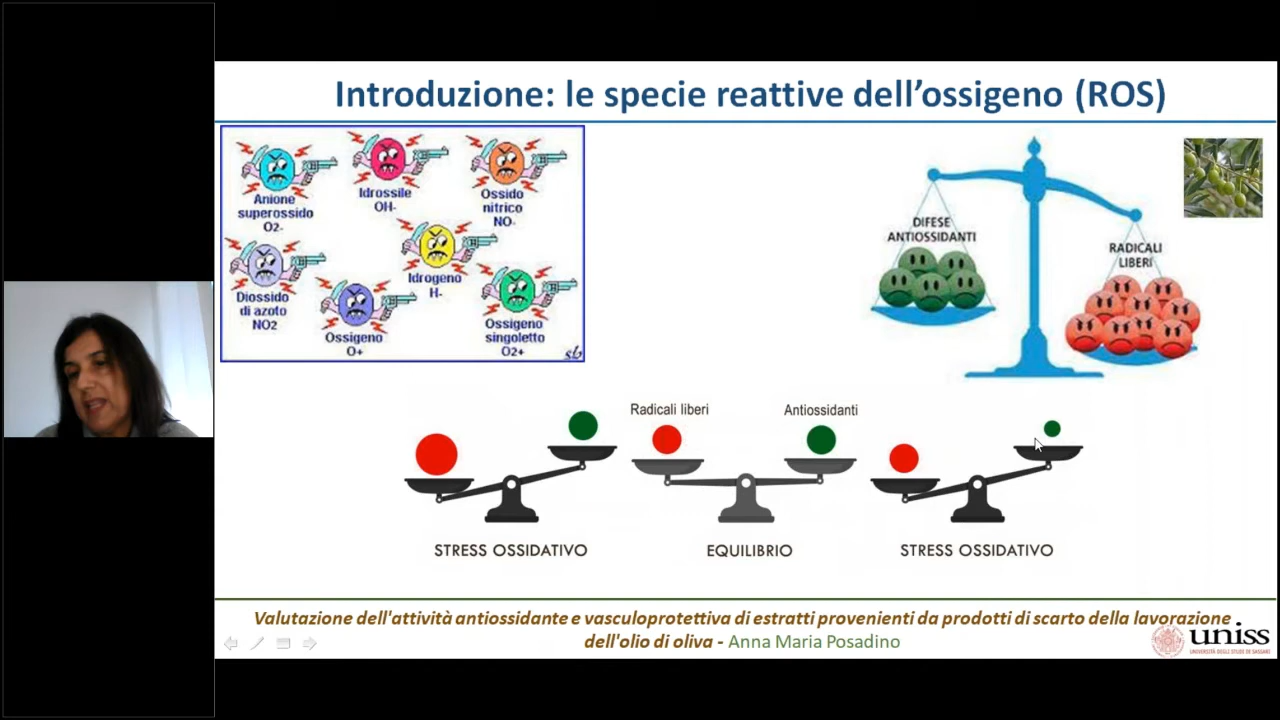 Introduzione: le specie reattive dell'ossigeno (ROS)
Anione
superossido
O2-
Idrossile
OH-
Ossido
nitrico
NO-
Diossido
di azoto
NO2
Ossigeno
O+
Idrogeno
H-
Ossigeno
singoletto
O2+
sb
DIFESE
ANTIOSSIDANTI
RADICALI
LIBERI
Radicali liberi
Antiossidanti
STRESS OSSIDATIVO
EQUILIBRIO
STRESS OSSIDATIVO
Valutazione dell'attività antiossidante e vasculoprotettiva di estratti provenienti da prodotti di scarto della lavorazione
dell'olio di oliva - Anna Maria Posadino
uniss
UNIVERSITÀ DEGLI STUDI DI SASSARI